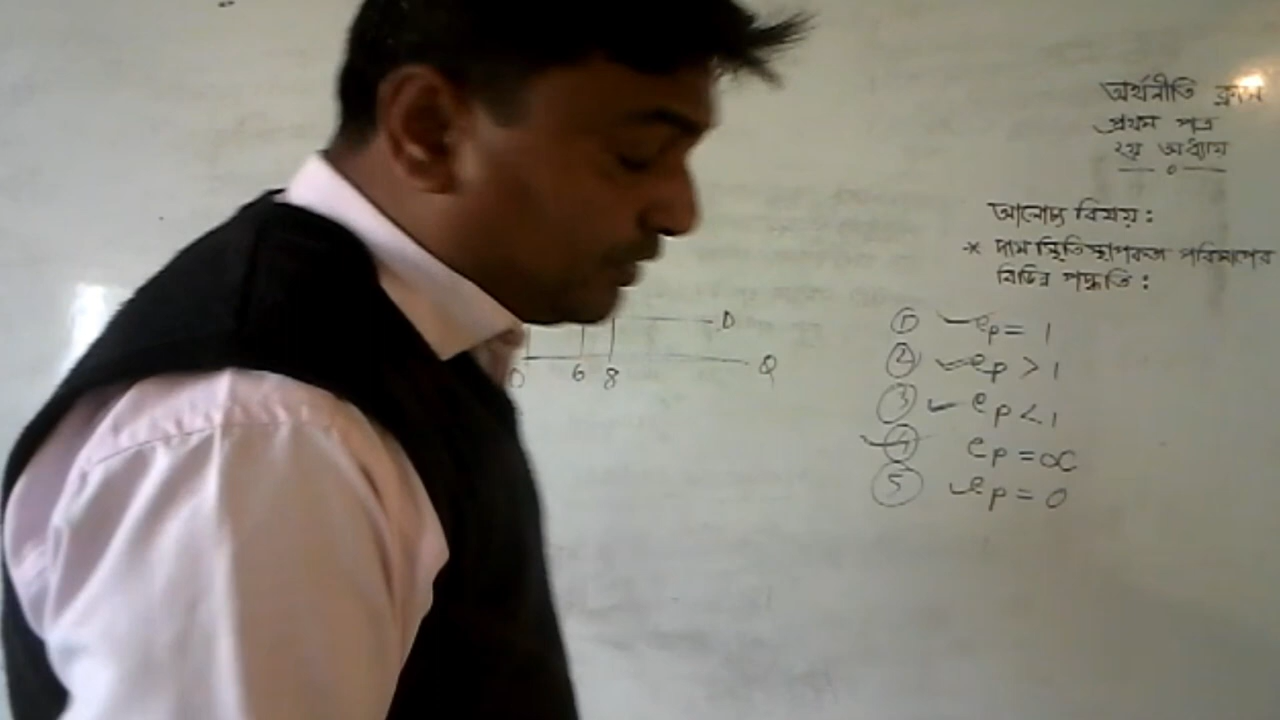 অর্থনীতি ক্লাস
প্রথম পত্র
২য় অধ্যায়
আলোচ্য বিষয় :
* দাম স্থিতিস্থাপকতা পরিমাপের
বিভিন্ন পদ্ধতি :
① eₚ = 1
② eₚ > 1
③ eₚ < 1
④ eₚ = ∞
⑤ eₚ = 0
D
0 6 8 Q